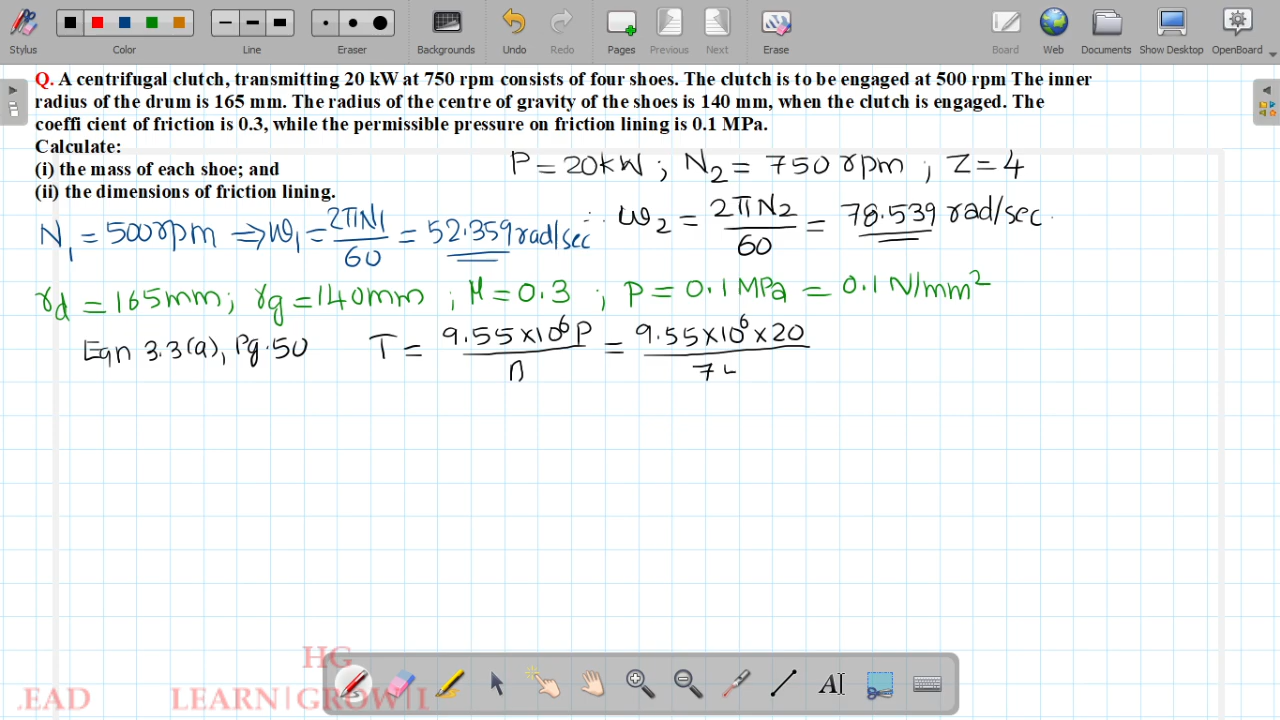 Stylus Color Line Eraser Backgrounds Undo Redo Pages Previous Next Erase Board Web Documents Show Desktop OpenBoard
Q. A centrifugal clutch, transmitting 20 kW at 750 rpm consists of four shoes. The clutch is to be engaged at 500 rpm The inner
radius of the drum is 165 mm. The radius of the centre of gravity of the shoes is 140 mm, when the clutch is engaged. The
coeffi cient of friction is 0.3, while the permissible pressure on friction lining is 0.1 MPa.
Calculate:
(i) the mass of each shoe; and
(ii) the dimensions of friction lining.
P = 20kW ; N2 = 750 rpm ; Z = 4
N1 = 500rpm ⇒ ω1 = 2πN1/60 = 52.359 rad/sec
∴ ω2 = 2πN2/60 = 78.539 rad/sec.
rd = 165mm; rg = 140mm ; μ = 0.3 ; P = 0.1 MPa = 0.1 N/mm²
Eqn 3.3(a), Pg.50 T = 9.55×10⁶P/n = 9.55×10⁶×20/7
HG
LEAD LEARN|GROW|L
AI